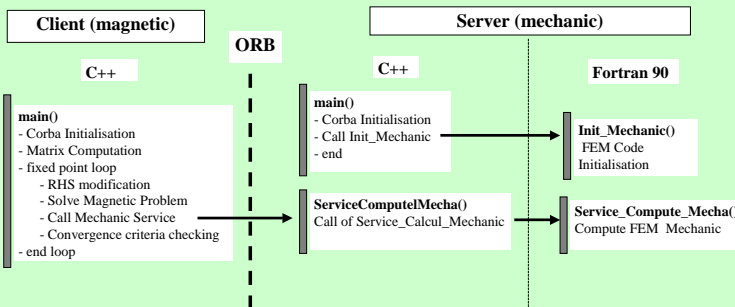 Client (magnetic)
Server (mechanic)
ORB
C++
C++
Fortran 90
main()
- Corba Initialisation
- Matrix Computation
- fixed point loop
- RHS modification
- Solve Magnetic Problem
- Call Mechanic Service
- Convergence criteria checking
- end loop
main()
- Corba Initialisation
- Call Init_Mechanic
- end
ServiceComputelMecha()
Call of Service_Calcul_Mechanic
Init_Mechanic()
FEM Code
Initialisation
Service_Compute_Mecha()
Compute FEM Mechanic